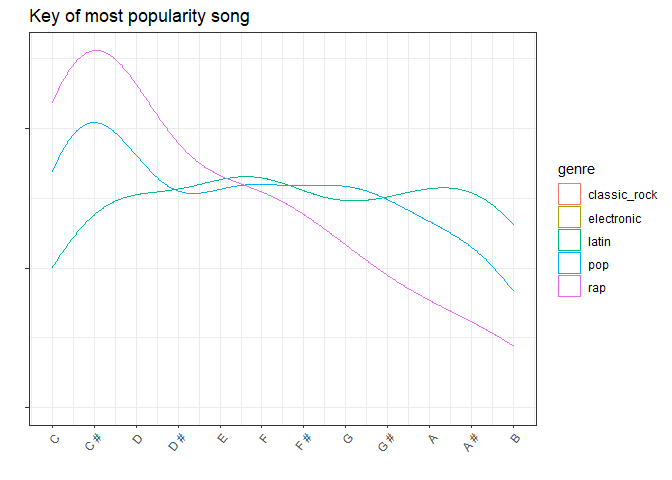 Key of most popularity song
genre
classic_rock
electronic
latin
pop
rap
C
C #
D
D #
E
F
F #
G
G #
A
A #
B